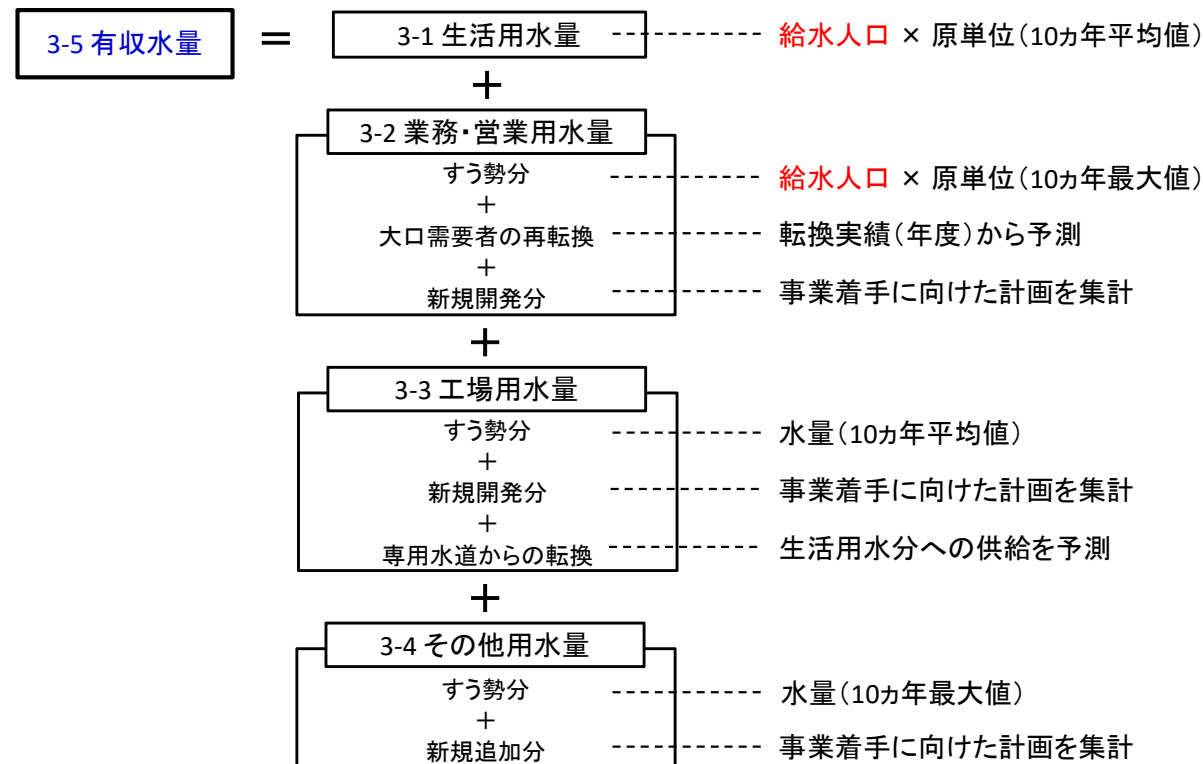 3-5 有収水量 = 3-1 生活用水量 給水人口 × 原単位(10ヵ年平均値)
+
3-2 業務・営業用水量
すう勢分 給水人口 × 原単位(10ヵ年最大値)
+
大口需要者の再転換 転換実績(年度)から予測
+
新規開発分 事業着手に向けた計画を集計
+
3-3 工場用水量
すう勢分 水量(10ヵ年平均値)
+
新規開発分 事業着手に向けた計画を集計
+
専用水道からの転換 生活用水分への供給を予測
+
3-4 その他用水量
すう勢分 水量(10ヵ年最大値)
+
新規追加分 事業着手に向けた計画を集計